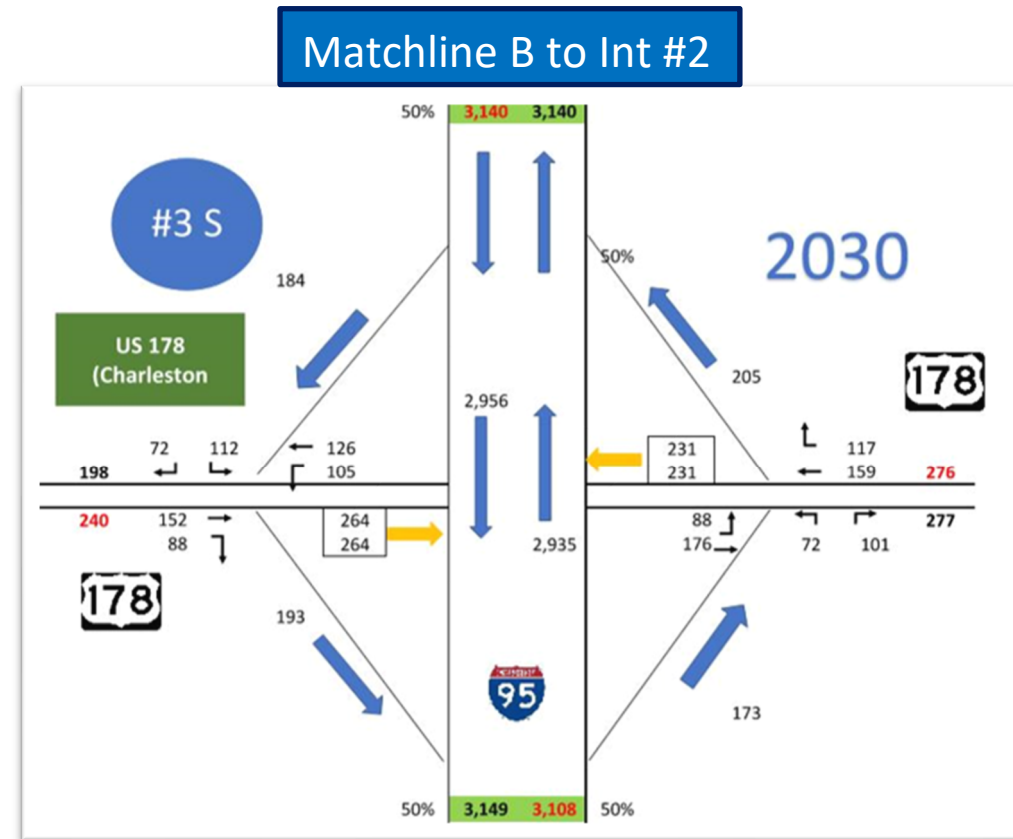 Matchline B to Int #2
50% 3,140 3,140
#3 S
50%
2030
184
US 178
(Charleston
178
205
2,956
72 112 126 231 117
198 105 231 159 276
240 152 264 88 277
88 264 2,935 176 72 101
178
193
95
173
50% 3,149 3,108 50%